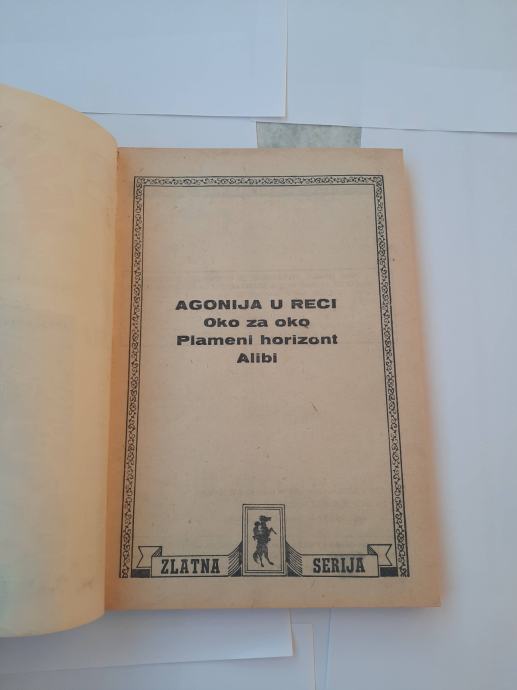 AGONIJA U RECI
Oko za oko
Plameni horizont
Alibi
ZLATNA SERIJA